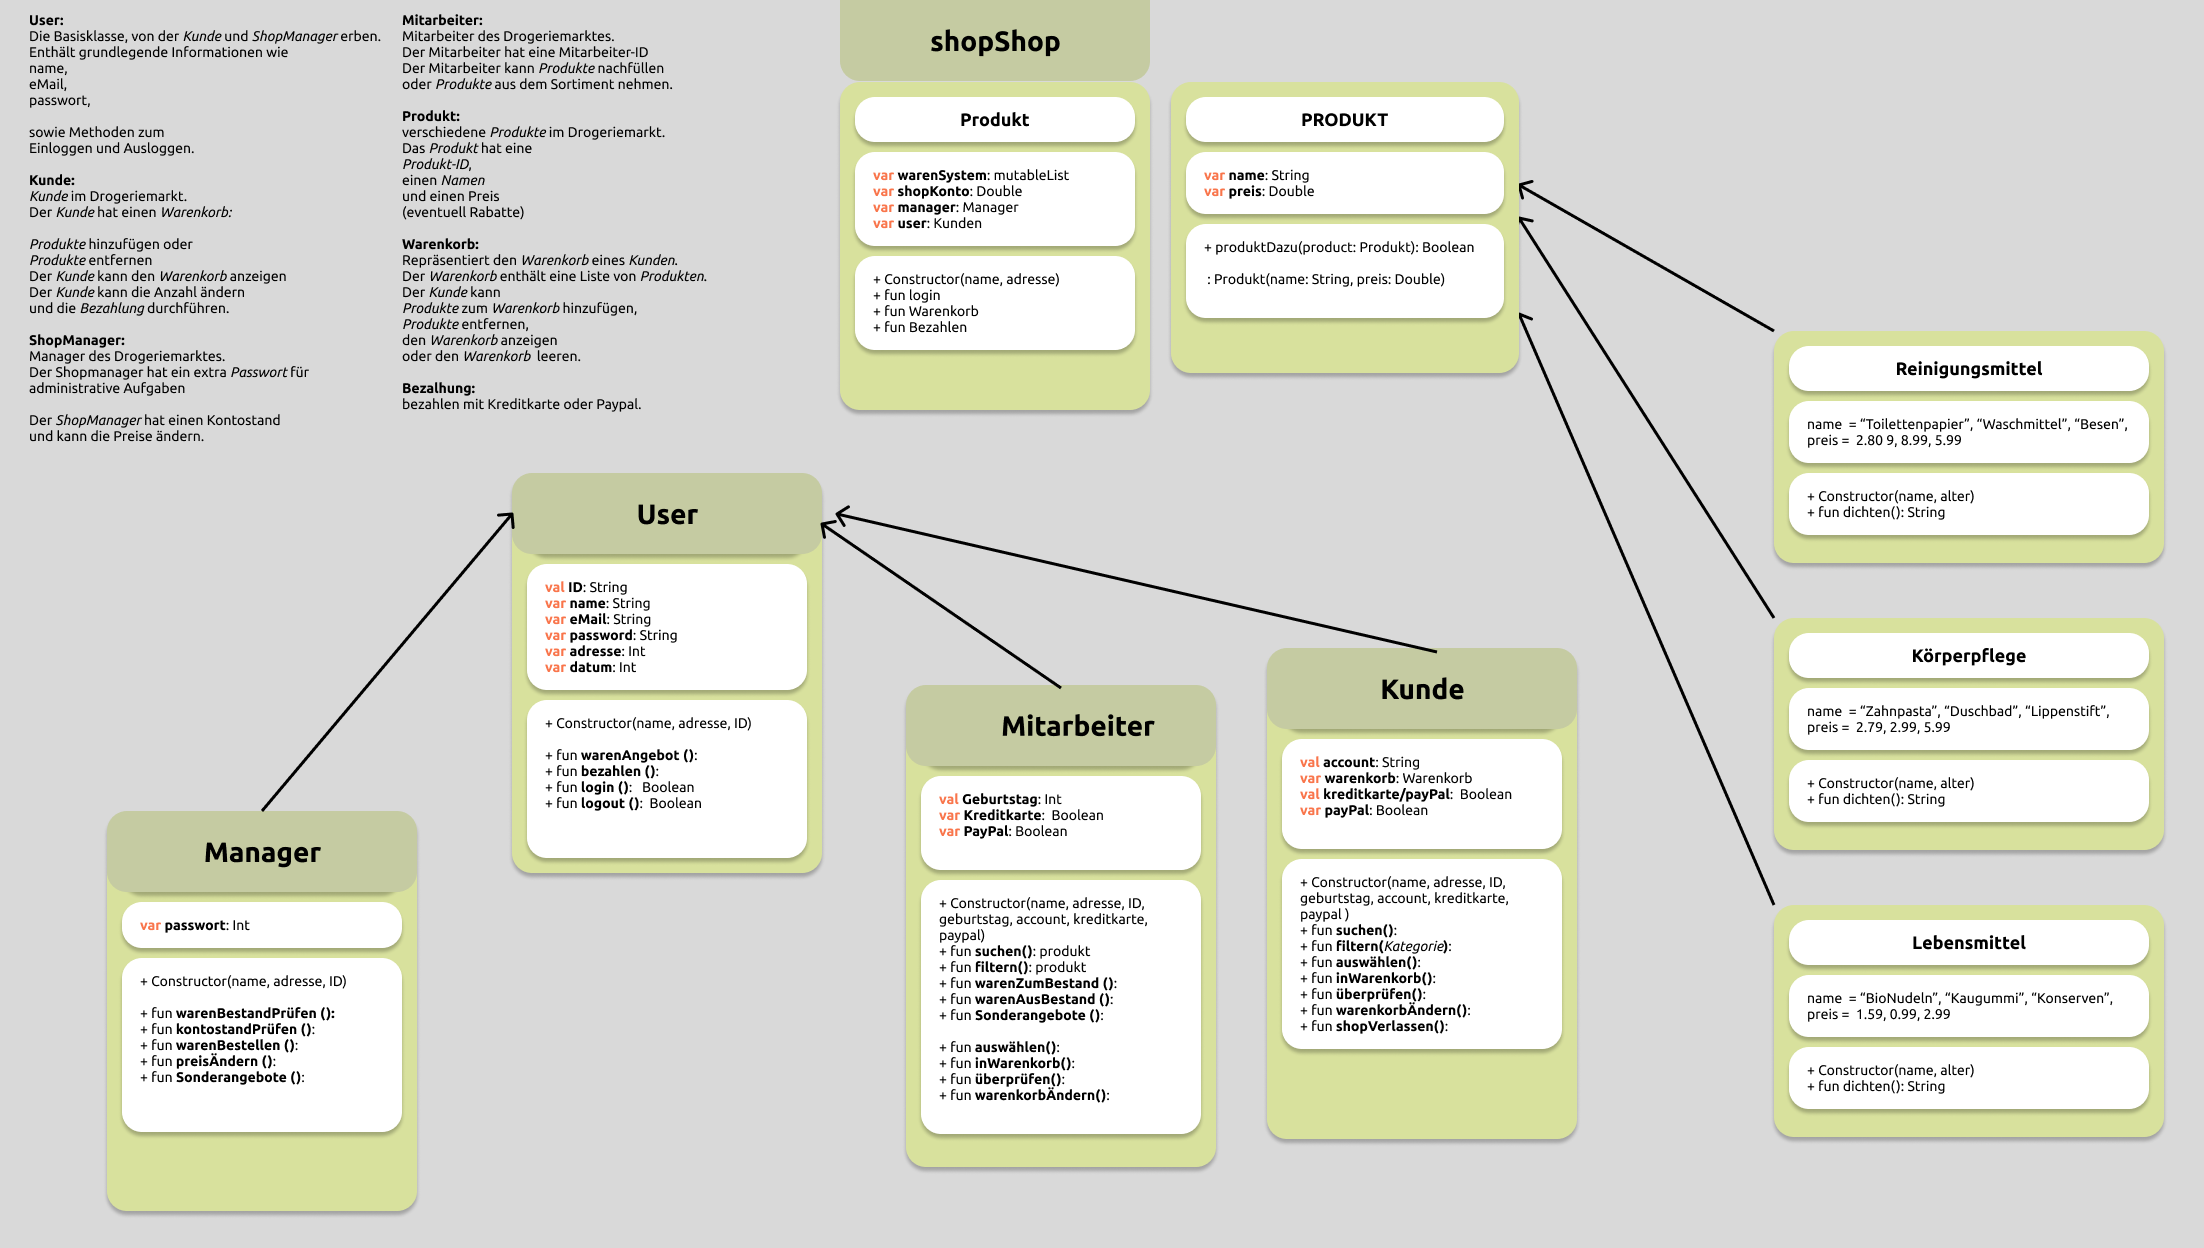 User:
Die Basisklasse, von der Kunde und ShopManager erben.
Enthält grundlegende Informationen wie
name,
eMail,
passwort,
sowie Methoden zum
Einloggen und Ausloggen.
Kunde:
Kunde im Drogeriemarkt.
Der Kunde hat einen Warenkorb:
Produkte hinzufügen oder
Produkte entfernen
Der Kunde kann den Warenkorb anzeigen
Der Kunde kann die Anzahl ändern
und die Bezahlung durchführen.
ShopManager:
Manager des Drogeriemarktes.
Der Shopmanager hat ein extra Passwort für
administrative Aufgaben
Der ShopManager hat einen Kontostand
und kann die Preise ändern.
Mitarbeiter:
Mitarbeiter des Drogeriemarktes.
Der Mitarbeiter hat eine Mitarbeiter-ID
Der Mitarbeiter kann Produkte nachfüllen
oder Produkte aus dem Sortiment nehmen.
Produkt:
verschiedene Produkte im Drogeriemarkt.
Das Produkt hat eine
Produkt-ID,
einen Namen
und einen Preis
(eventuell Rabatte)
Warenkorb:
Repräsentiert den Warenkorb eines Kunden.
Der Warenkorb enthält eine Liste von Produkten.
Der Kunde kann
Produkte zum Warenkorb hinzufügen,
Produkte entfernen,
den Warenkorb anzeigen
oder den Warenkorb leeren.
Bezalhung:
bezahlen mit Kreditkarte oder Paypal.
shopShop
Produkt
var warenSystem: mutableList
var shopKonto: Double
var manager: Manager
var user: Kunden
+ Constructor(name, adresse)
+ fun login
+ fun Warenkorb
+ fun Bezahlen
PRODUKT
var name: String
var preis: Double
+ produktDazu(product: Produkt): Boolean
: Produkt(name: String, preis: Double)
Reinigungsmittel
name = “Toilettenpapier”, “Waschmittel”, “Besen”,
preis = 2.80 9, 8.99, 5.99
+ Constructor(name, alter)
+ fun dichten(): String
Körperpflege
name = “Zahnpasta”, “Duschbad”, “Lippenstift”,
preis = 2.79, 2.99, 5.99
+ Constructor(name, alter)
+ fun dichten(): String
Lebensmittel
name = “BioNudeln”, “Kaugummi”, “Konserven”,
preis = 1.59, 0.99, 2.99
+ Constructor(name, alter)
+ fun dichten(): String
User
val ID: String
var name: String
var eMail: String
var password: String
var adresse: Int
var datum: Int
+ Constructor(name, adresse, ID)
+ fun warenAngebot ():
+ fun bezahlen ():
+ fun login (): Boolean
+ fun logout (): Boolean
Manager
var passwort: Int
+ Constructor(name, adresse, ID)
+ fun warenBestandPrüfen ():
+ fun kontostandPrüfen ():
+ fun warenBestellen ():
+ fun preisÄndern ():
+ fun Sonderangebote ():
Mitarbeiter
val Geburtstag: Int
var Kreditkarte: Boolean
var PayPal: Boolean
+ Constructor(name, adresse, ID,
geburtstag, account, kreditkarte,
paypal)
+ fun suchen(): produkt
+ fun filtern(): produkt
+ fun warenZumBestand ():
+ fun warenAusBestand ():
+ fun Sonderangebote ():
+ fun auswählen():
+ fun inWarenkorb():
+ fun überprüfen():
+ fun warenkorbÄndern():
Kunde
val account: String
var warenkorb: Warenkorb
val kreditkarte/payPal: Boolean
var payPal: Boolean
+ Constructor(name, adresse, ID,
geburtstag, account, kreditkarte,
paypal )
+ fun suchen():
+ fun filtern(Kategorie):
+ fun auswählen():
+ fun inWarenkorb():
+ fun überprüfen():
+ fun warenkorbÄndern():
+ fun shopVerlassen():